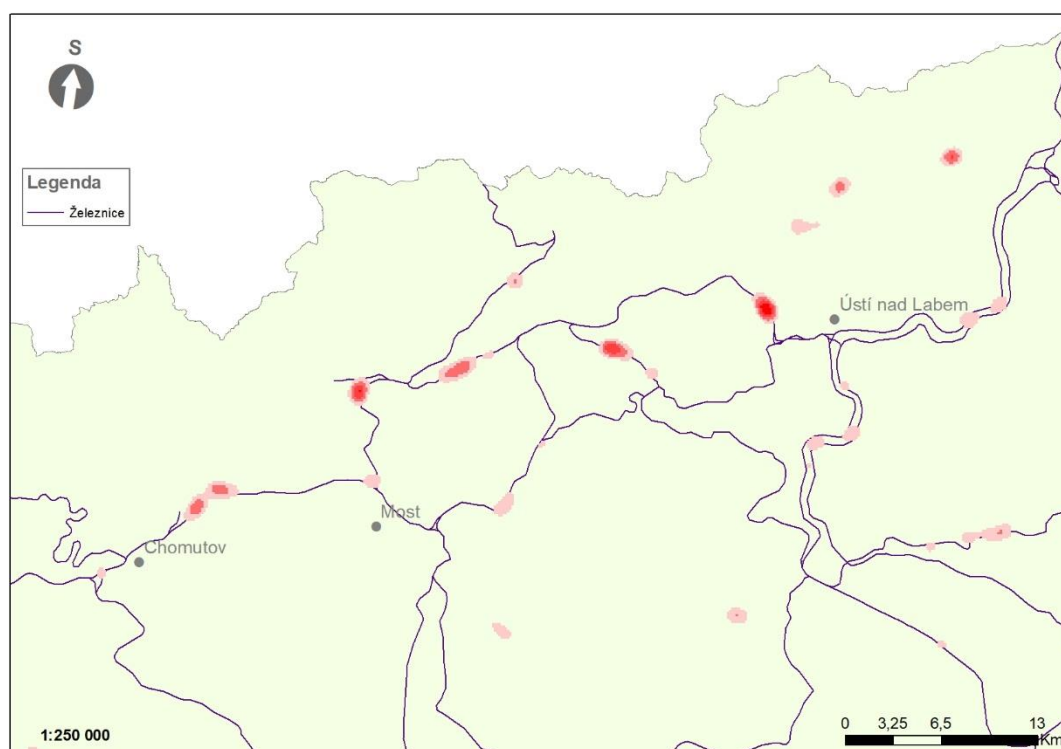 S
Legenda
Železnice
Ústí nad Labem
Most
Chomutov
1:250 000
0 3,25 6,5 13
Km